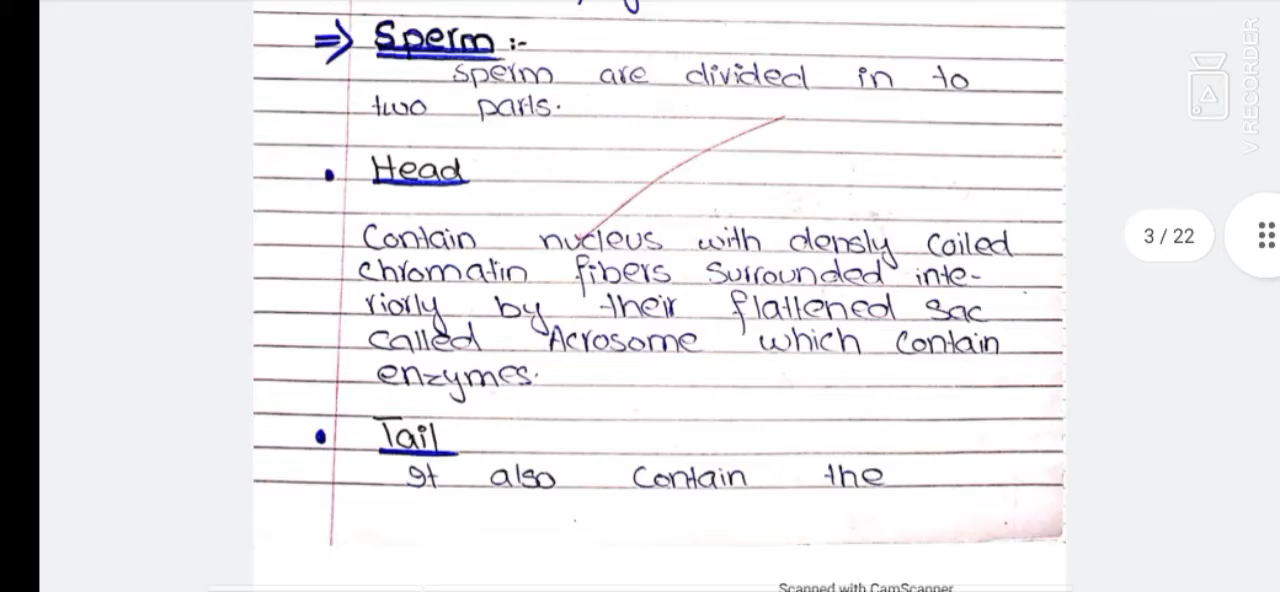 ⇒ Sperm :-
Sperm are divided in to
two parts.
• Head
Contain nucleus with densly coiled
chromatin fibers surrounded inte-
riorly by their flattened sac
called Acrosome which contain
enzymes.
• Tail
It also contain the
Scanned with CamScanner
3 / 22
V RECORDER